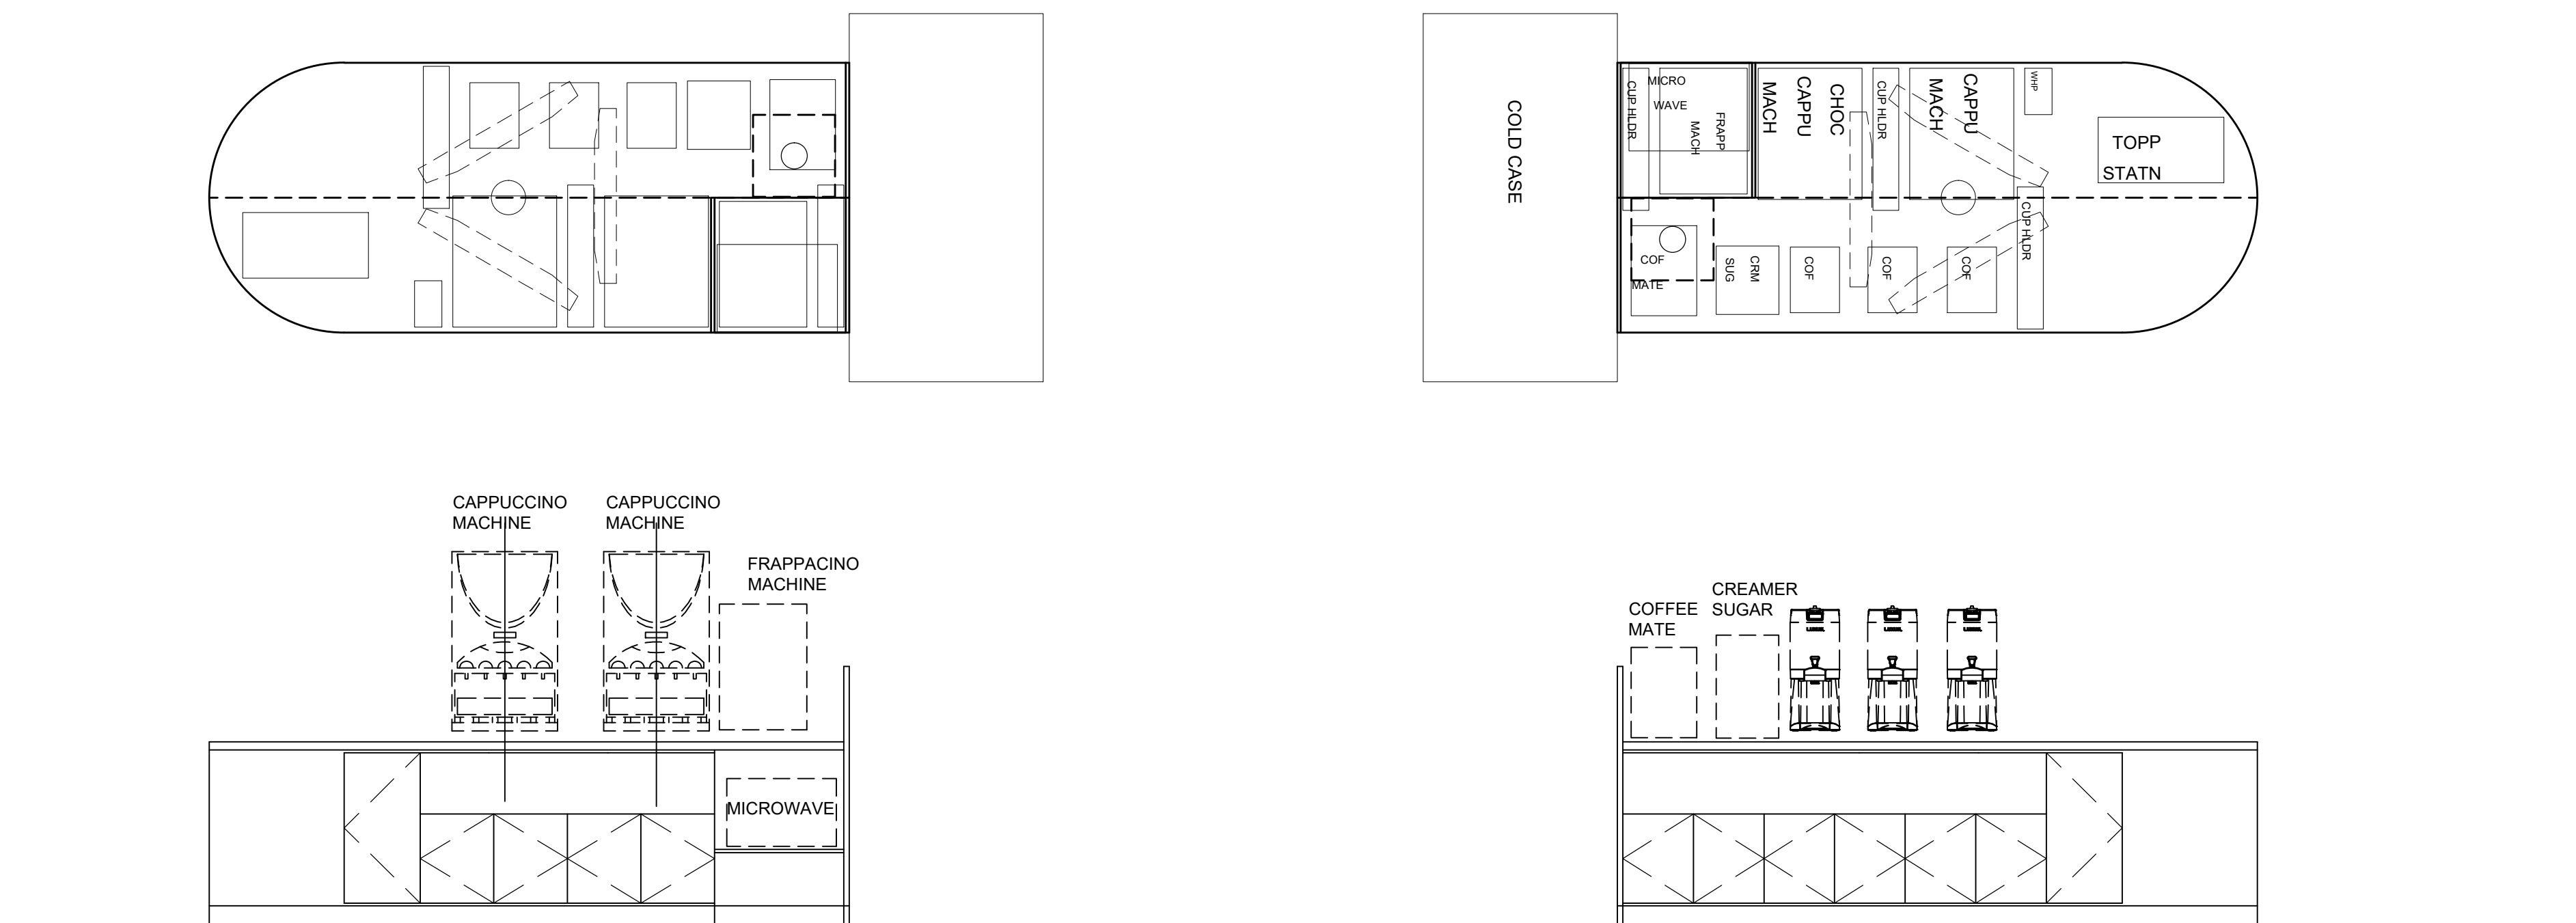 COLD CASE
CUP HLDR
MICRO
WAVE
FRAPP
MACH
CHOC
CAPPU
MACH
CUP HLDR
CAPPU
MACH
WHP
TOPP
STATN
COF
MATE
CRM
SUG
COF
COF
COF
CUP HLDR
CAPPUCCINO
MACHINE
CAPPUCCINO
MACHINE
FRAPPACINO
MACHINE
MICROWAVE
COFFEE
MATE
CREAMER
SUGAR